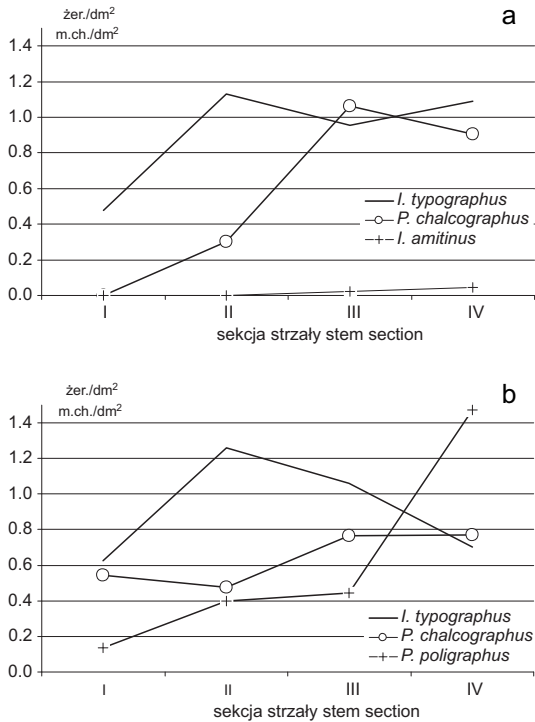 żer./dm²
m.ch./dm²
a
1.4
1.2
1.0
0.8
0.6
0.4
0.2
0.0
I. typographus
P. chalcographus
I. amitinus
I II III IV
sekcja strzały stem section
żer./dm²
m.ch./dm²
b
1.4
1.2
1.0
0.8
0.6
0.4
0.2
0.0
I. typographus
P. chalcographus
P. poligraphus
I II III IV
sekcja strzały stem section